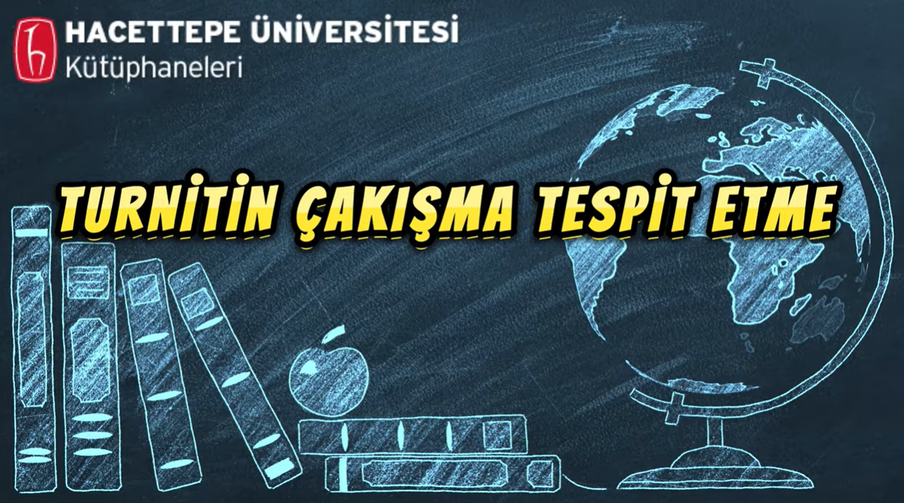 HACETTEPE ÜNİVERSİTESİ
Kütüphaneleri
TURNİTİN ÇAKIŞMA TESPİT ETME